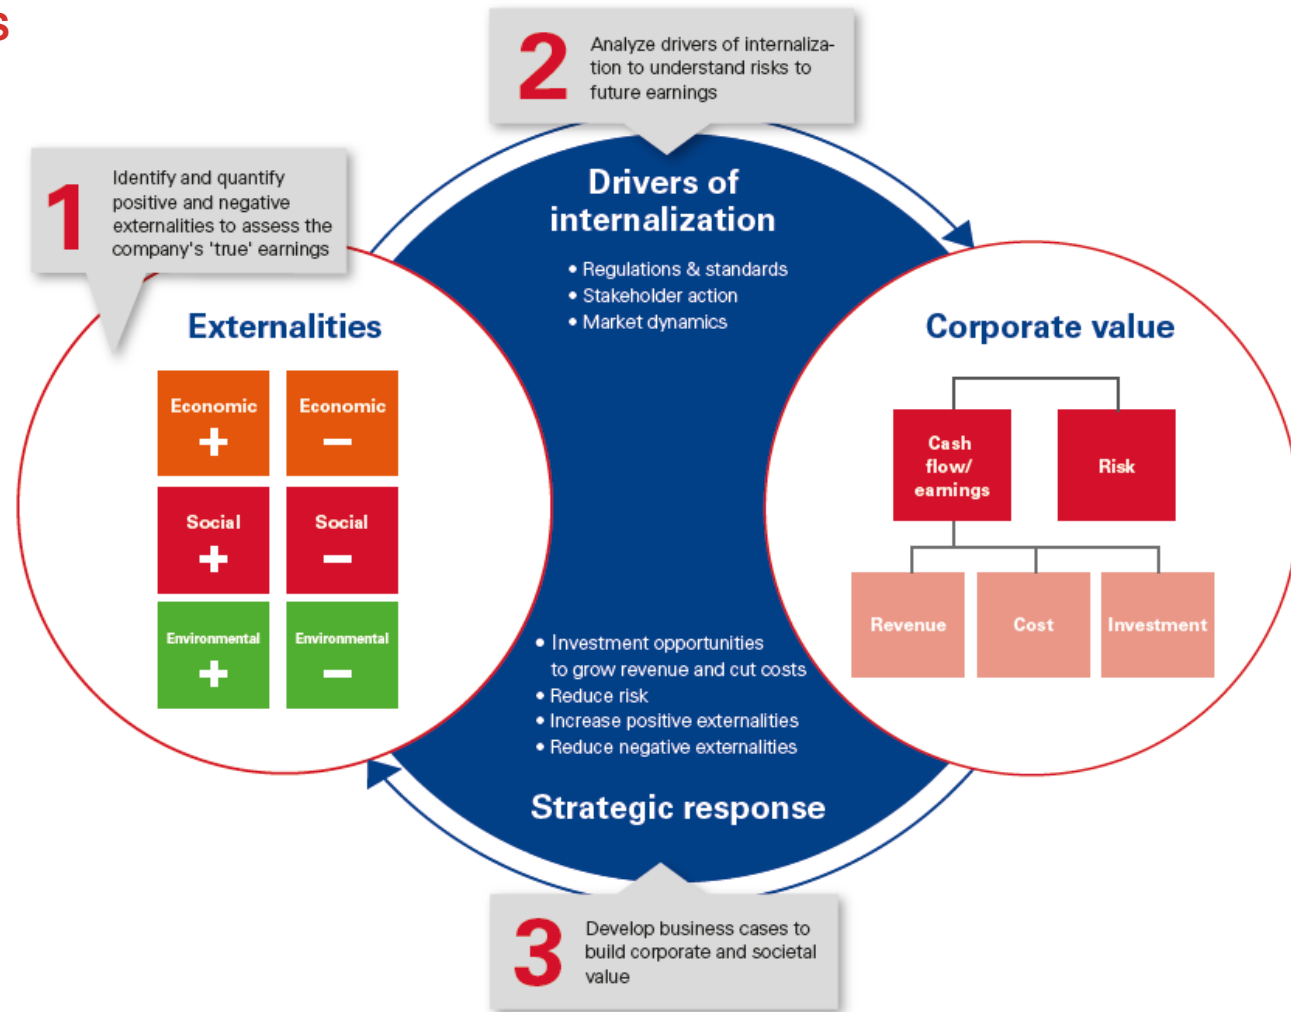 s
2
Analyze drivers of internaliza-
tion to understand risks to
future earnings
1
Identify and quantify
positive and negative
externalities to assess the
company's 'true' earnings
Drivers of
internalization
• Regulations & standards
• Stakeholder action
• Market dynamics
Externalities
Economic
+
Economic
−
Social
+
Social
−
Environmental
+
Environmental
−
Corporate value
Cash
flow/
earnings
Risk
Revenue
Cost
Investment
• Investment opportunities
to grow revenue and cut costs
• Reduce risk
• Increase positive externalities
• Reduce negative externalities
Strategic response
3
Develop business cases to
build corporate and societal
value